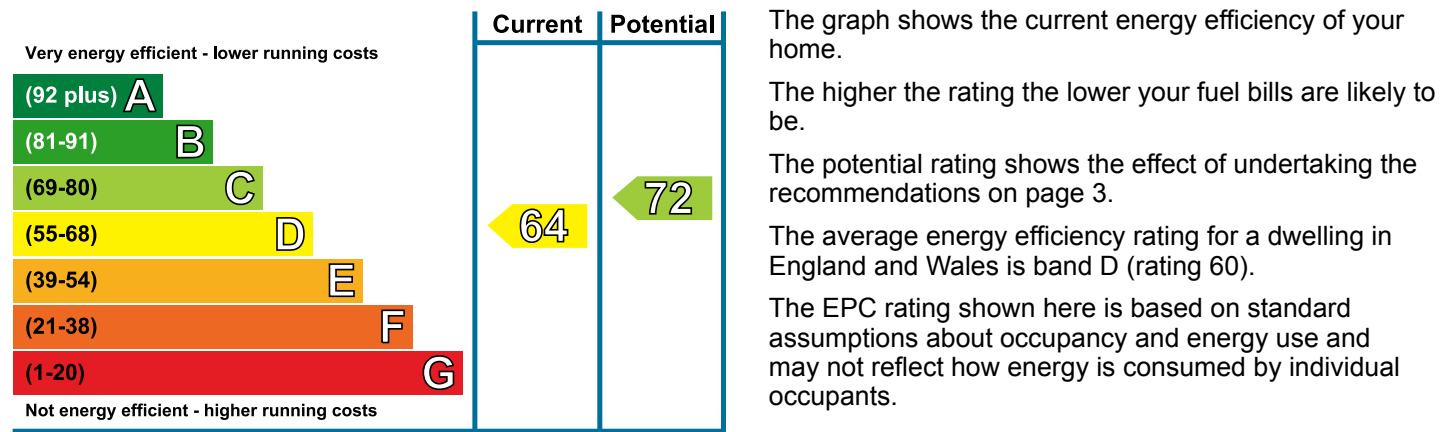 Current Potential
Very energy efficient - lower running costs
(92 plus) A
(81-91) B
(69-80) C
(55-68) D
(39-54) E
(21-38) F
(1-20) G
Not energy efficient - higher running costs
64
72
The graph shows the current energy efficiency of your
home.
The higher the rating the lower your fuel bills are likely to
be.
The potential rating shows the effect of undertaking the
recommendations on page 3.
The average energy efficiency rating for a dwelling in
England and Wales is band D (rating 60).
The EPC rating shown here is based on standard
assumptions about occupancy and energy use and
may not reflect how energy is consumed by individual
occupants.